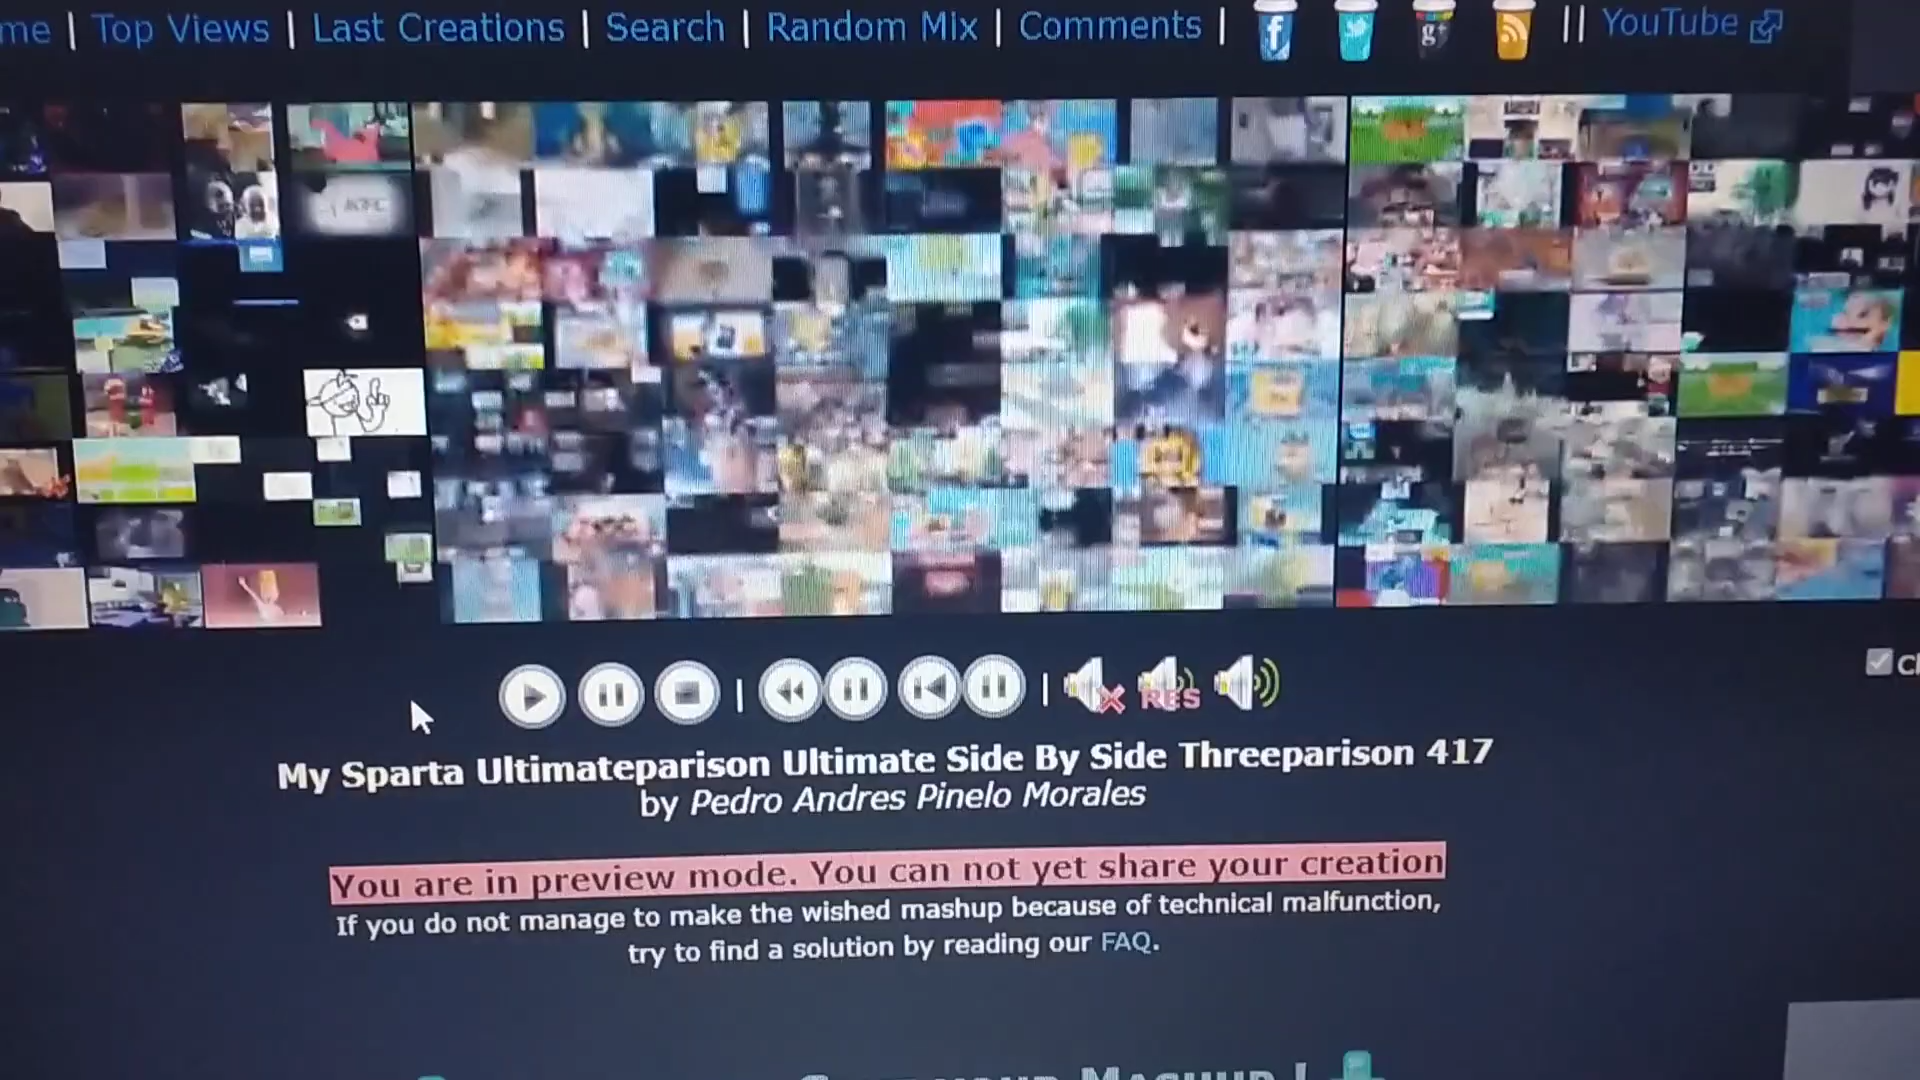 me | Top Views | Last Creations | Search | Random Mix | Comments | f g+ || YouTube
RES
My Sparta Ultimateparison Ultimate Side By Side Threeparison 417
by Pedro Andres Pinelo Morales
You are in preview mode. You can not yet share your creation
If you do not manage to make the wished mashup because of technical malfunction,
try to find a solution by reading our FAQ.